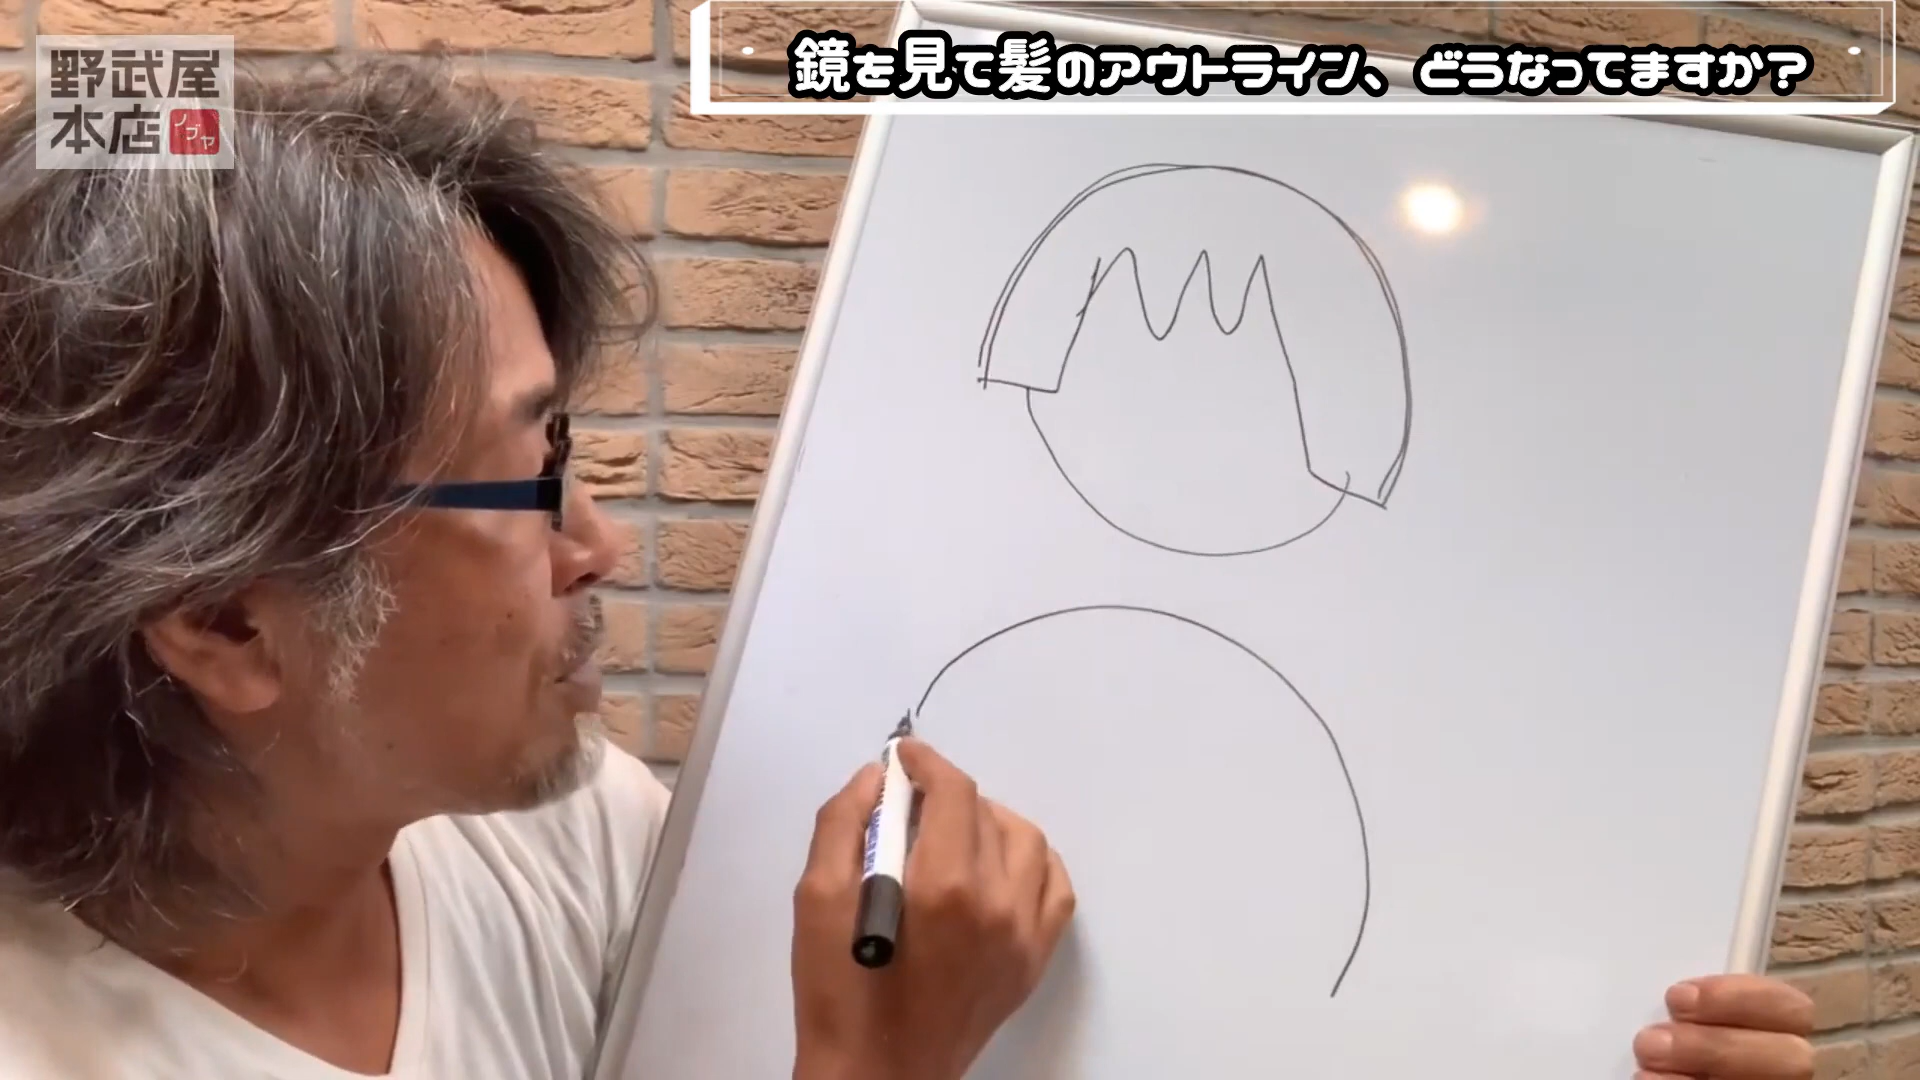 野武屋
本店 ノブヤ
鏡を見て髪のアウトライン、どうなってますか？